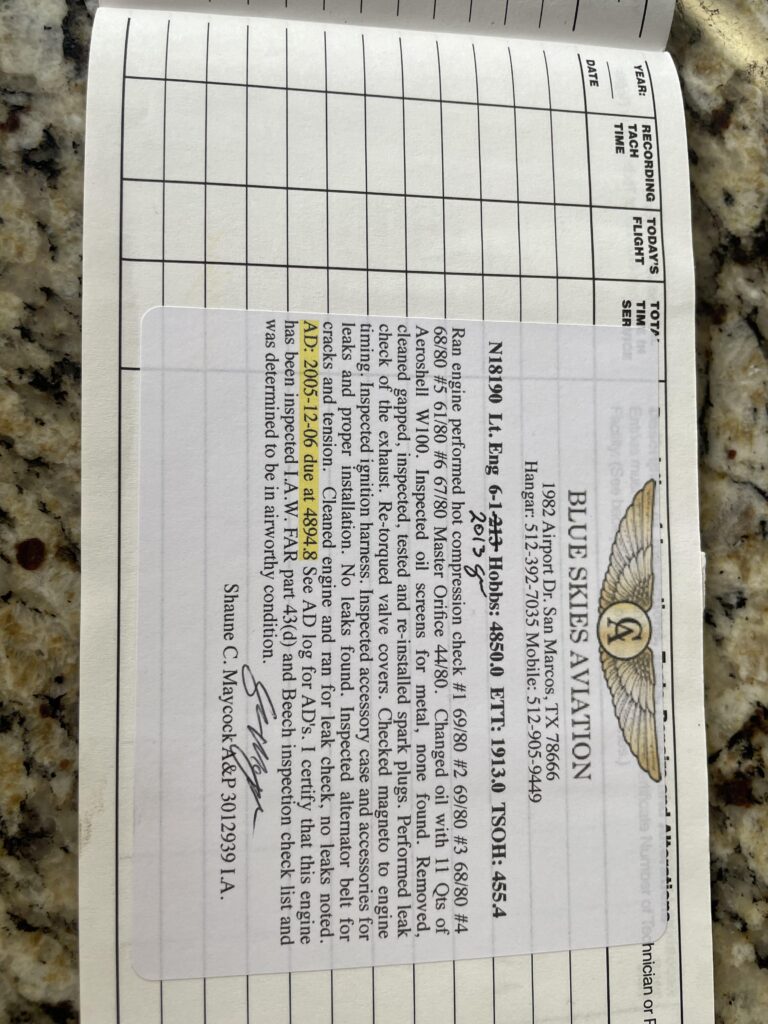 YEAR:
DATE
RECORDING
TACH
TIME
TODAY'S
FLIGHT
TOTAL
TIME IN
SERVICE
hnician or
CA
BLUE SKIES AVIATION
1982 Airport Dr. San Marcos, TX 78666
Hangar: 512-392-7035 Mobile: 512-905-9449
N18190 Lt. Eng 6-1-213 Hobbs: 4850.0 ETT: 1913.0 TSOH: 455.4
2013
Ran engine performed hot compression check #1 69/80 #2 69/80 #3 68/80 #4
68/80 #5 61/80 #6 67/80 Master Orifice 44/80. Changed oil with 11 Qts of
Aeroshell W100. Inspected oil screens for metal, none found. Removed,
cleaned gapped, inspected, tested and re-installed spark plugs. Performed leak
check of the exhaust. Re-torqued valve covers. Checked magneto to engine
timing. Inspected ignition harness. Inspected accessory case and accessories for
leaks and proper installation. No leaks found. Inspected alternator belt for
cracks and tension. Cleaned engine and ran for leak check, no leaks noted.
AD: 2005-12-06 due at 4894.8 See AD log for AD's. I certify that this engine
has been inspected I.A.W. FAR part 43(d) and Beech inspection check list and
was determined to be in airworthy condition.
Shaune C. Maycock A&P 3012939 I.A.